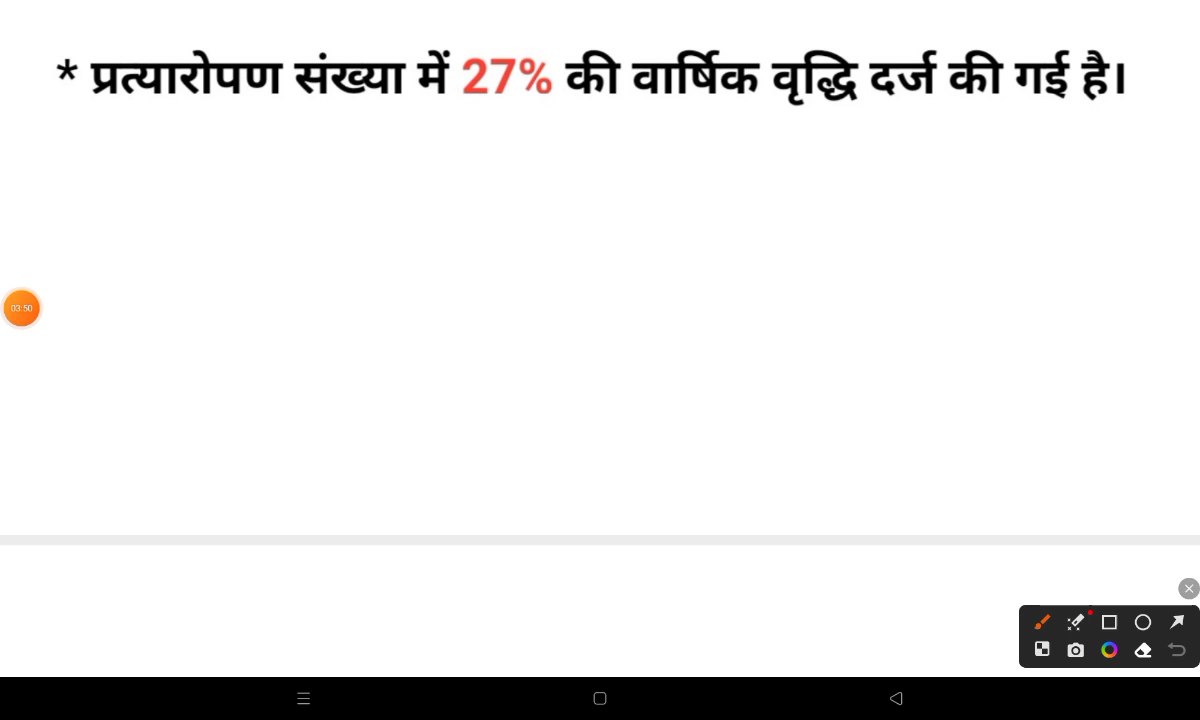 * प्रत्यारोपण संख्या में 27% की वार्षिक वृद्धि दर्ज की गई है।
03:50